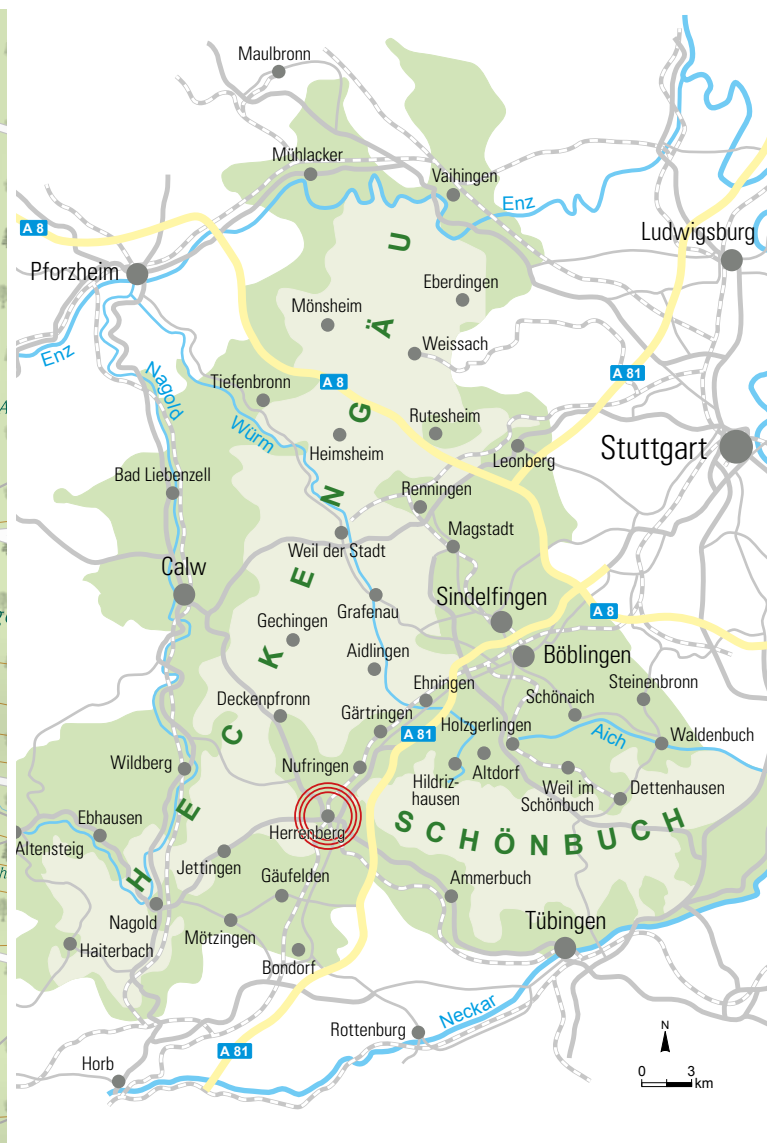 Maulbronn
Mühlacker
Vaihingen
Enz
A 8
Ludwigsburg
Pforzheim
Eberdingen
Mönsheim
Weissach
Enz
Nagold
A 81
Tiefenbronn
A 8
Würm
Rutesheim
Heimsheim
Stuttgart
Leonberg
Bad Liebenzell
Renningen
Magstadt
Weil der Stadt
Calw
Grafenau
Sindelfingen
A 8
Gechingen
Aidlingen
Böblingen
Ehningen
Steinenbronn
Deckenpfronn
Schönaich
Gärtringen
Holzgerlingen
A 81
Aich
Waldenbuch
Wildberg
Nufringen
Altdorf
Hildriz-
hausen
Weil im
Schönbuch
Dettenhausen
Herrenberg
HECKENGÄU
SCHÖNBUCH
Ebhausen
Altensteig
Jettingen
Gäufelden
Ammerbuch
Nagold
Mötzingen
Tübingen
Haiterbach
Bondorf
Neckar
Rottenburg
A 81
Horb
N
0 3
km